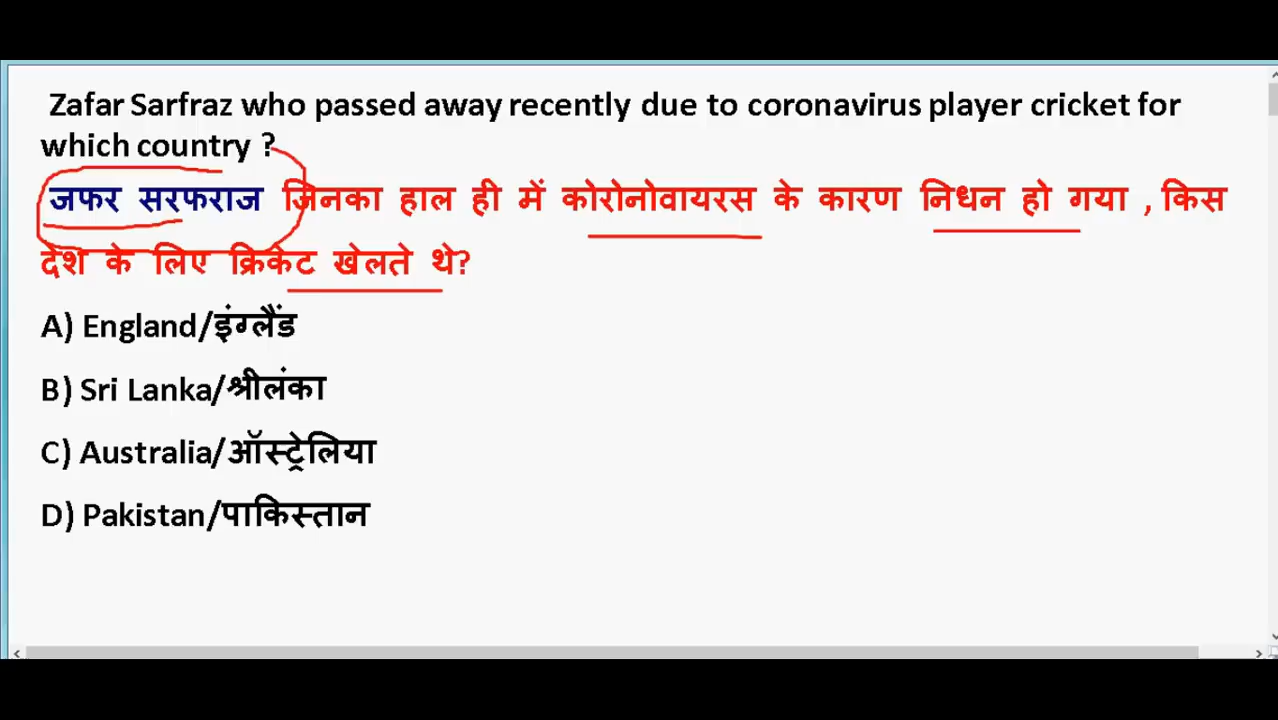 Zafar Sarfraz who passed away recently due to coronavirus player cricket for
which country ?
जफर सरफराज जिनका हाल ही में कोरोनोवायरस के कारण निधन हो गया , किस
देश के लिए क्रिकेट खेलते थे?
A) England/इंग्लैंड
B) Sri Lanka/श्रीलंका
C) Australia/ऑस्ट्रेलिया
D) Pakistan/पाकिस्तान